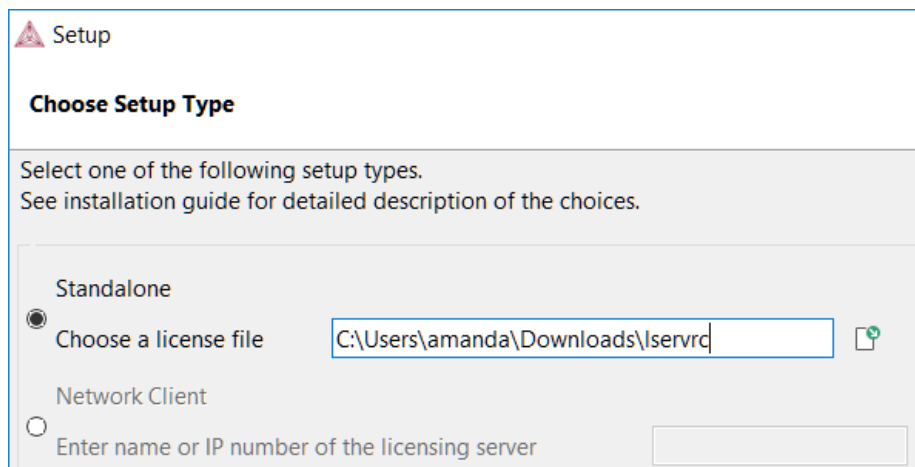 Setup
Choose Setup Type
Select one of the following setup types.
See installation guide for detailed description of the choices.
Standalone
Choose a license file C:\Users\amanda\Downloads\lservrc
Network Client
Enter name or IP number of the licensing server